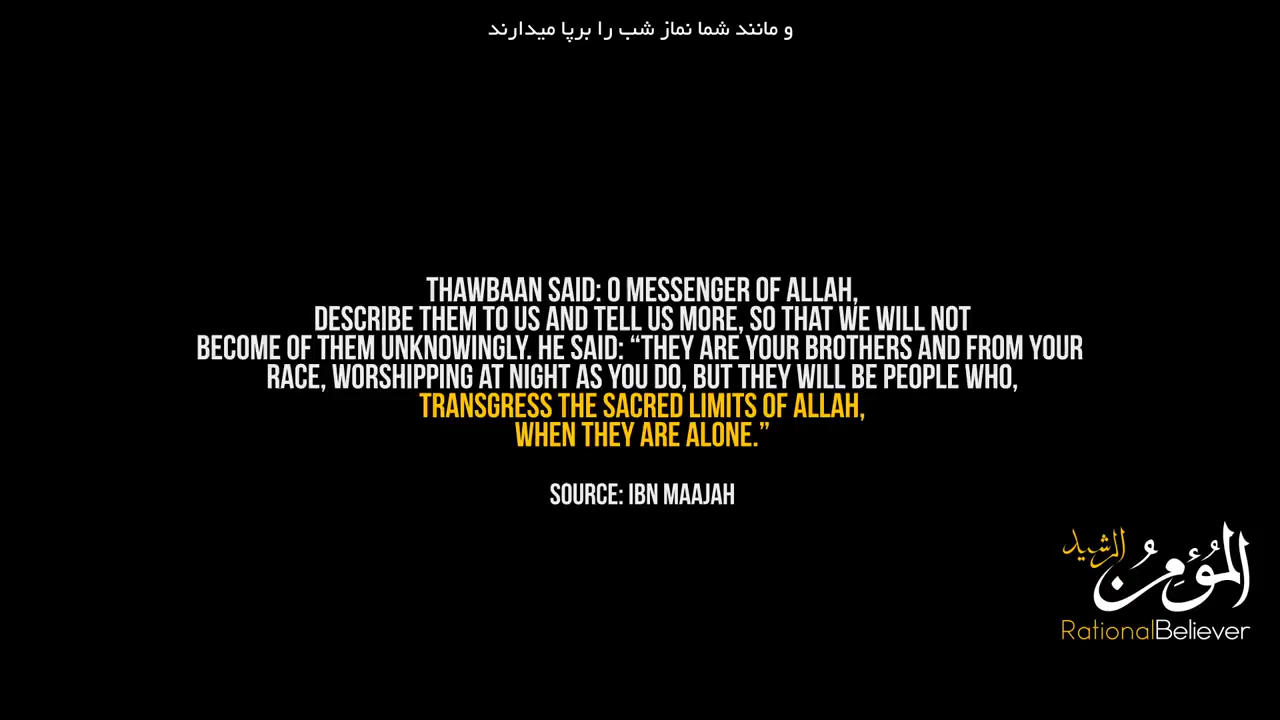 و مانند شما نماز شب را برپا میدارند
THAWBAAN SAID: O MESSENGER OF ALLAH,
DESCRIBE THEM TO US AND TELL US MORE, SO THAT WE WILL NOT
BECOME OF THEM UNKNOWINGLY. HE SAID: “THEY ARE YOUR BROTHERS AND FROM YOUR
RACE, WORSHIPPING AT NIGHT AS YOU DO, BUT THEY WILL BE PEOPLE WHO,
TRANSGRESS THE SACRED LIMITS OF ALLAH,
WHEN THEY ARE ALONE.”
SOURCE: IBN MAAJAH
المُؤمِنُ الرشيد
RationalBeliever